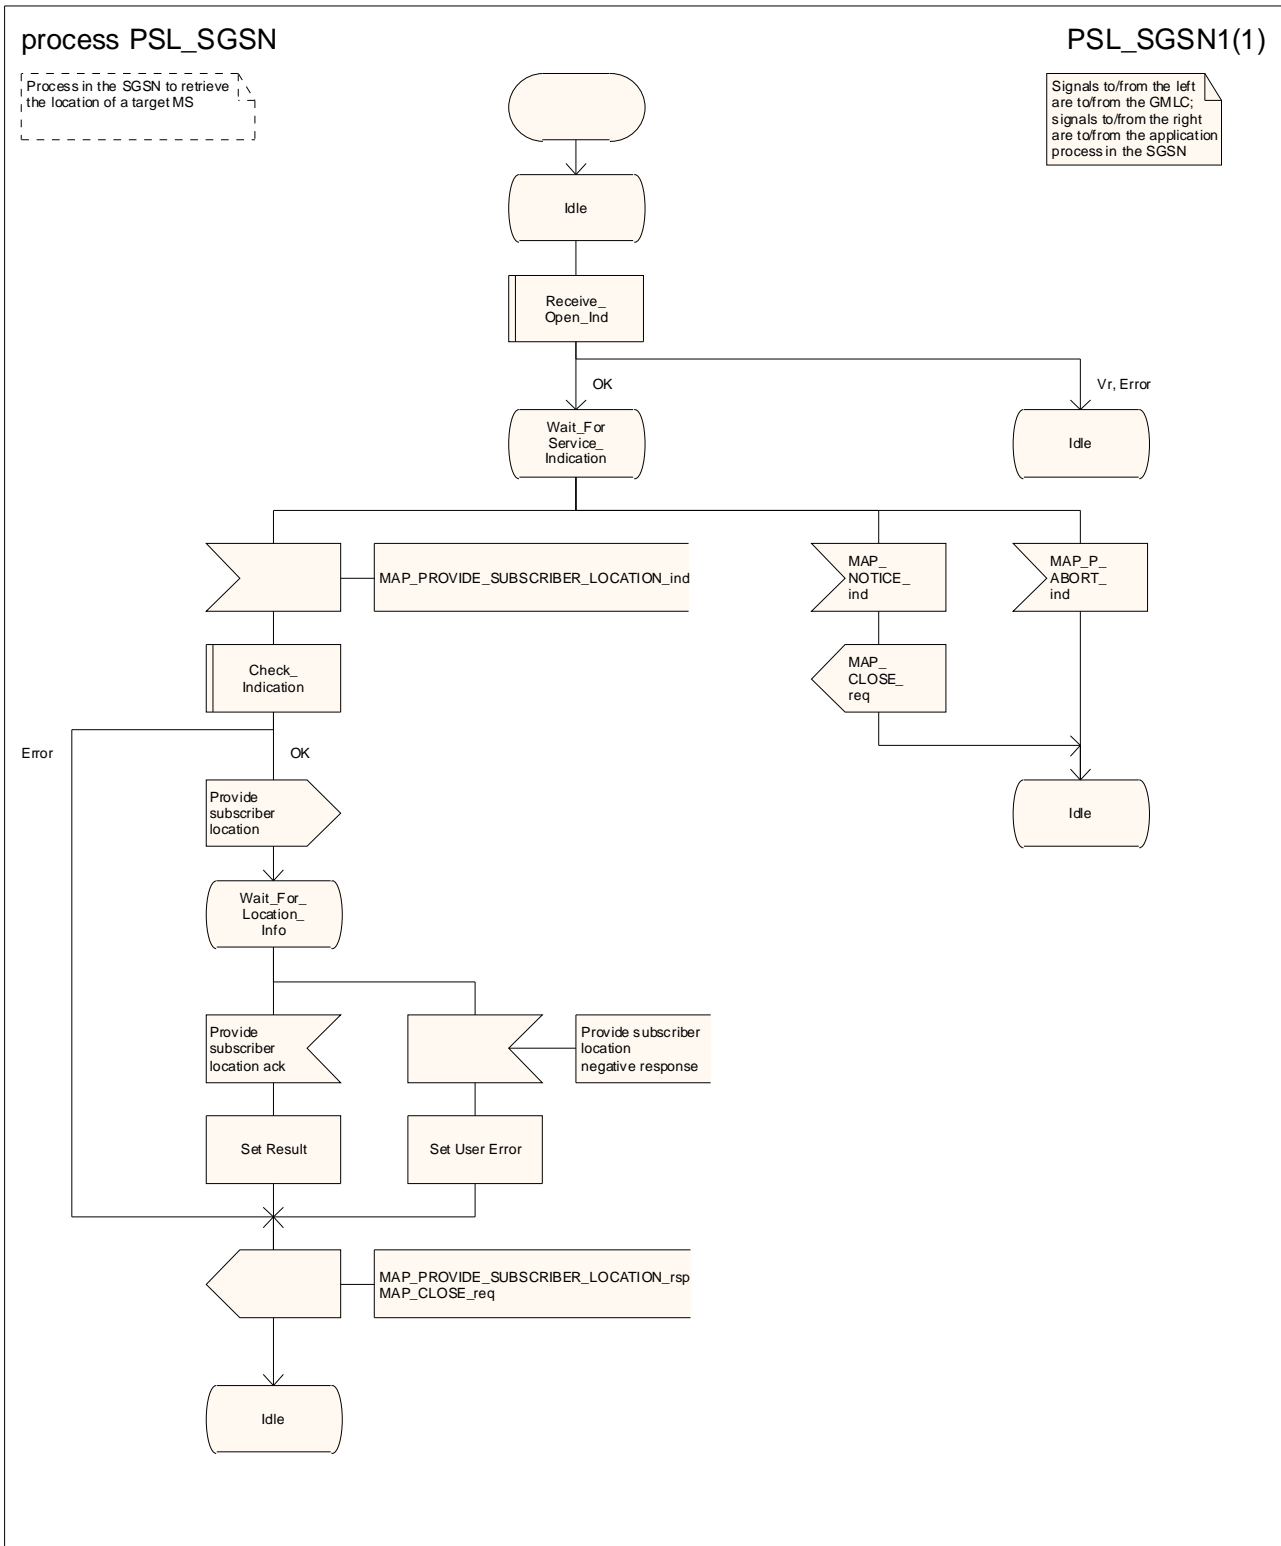 process PSL_SGSN
PSL_SGSN1(1)
Process in the SGSN to retrieve
the location of a target MS
Signals to/from the left
are to/from the GMLC;
signals to/from the right
are to/from the application
process in the SGSN
Idle
Receive_
Open_Ind
OK
Vr, Error
Wait_For
Service_
Indication
Idle
MAP_PROVIDE_SUBSCRIBER_LOCATION_ind
MAP_
NOTICE_
ind
MAP_P_
ABORT_
ind
Check_
Indication
MAP_
CLOSE_
req
Error
OK
Provide
subscriber
location
Idle
Wait_For_
Location_
Info
Provide
subscriber
location ack
Provide subscriber
location
negative response
Set Result
Set User Error
MAP_PROVIDE_SUBSCRIBER_LOCATION_rsp
MAP_CLOSE_req
Idle